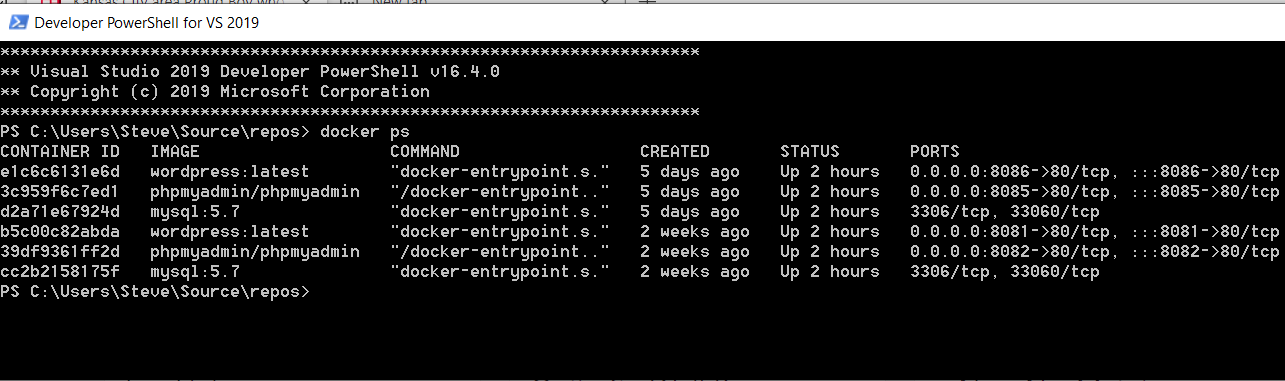 Kansas City area Proud Boy who
New Tab
Developer PowerShell for VS 2019
**********************************************************************
** Visual Studio 2019 Developer PowerShell v16.4.0
** Copyright (c) 2019 Microsoft Corporation
**********************************************************************
PS C:\Users\Steve\Source\repos> docker ps
CONTAINER ID IMAGE COMMAND CREATED STATUS PORTS
e1c6c6131e6d wordpress:latest "docker-entrypoint.s." 5 days ago Up 2 hours 0.0.0.0:8086->80/tcp, :::8086->80/tcp
3c959f6c7ed1 phpmyadmin/phpmyadmin "/docker-entrypoint.." 5 days ago Up 2 hours 0.0.0.0:8085->80/tcp, :::8085->80/tcp
d2a71e67924d mysql:5.7 "docker-entrypoint.s." 5 days ago Up 2 hours 3306/tcp, 33060/tcp
b5c00c82abda wordpress:latest "docker-entrypoint.s." 2 weeks ago Up 2 hours 0.0.0.0:8081->80/tcp, :::8081->80/tcp
39df9361ff2d phpmyadmin/phpmyadmin "/docker-entrypoint.." 2 weeks ago Up 2 hours 0.0.0.0:8082->80/tcp, :::8082->80/tcp
cc2b2158175f mysql:5.7 "docker-entrypoint.s." 2 weeks ago Up 2 hours 3306/tcp, 33060/tcp
PS C:\Users\Steve\Source\repos>